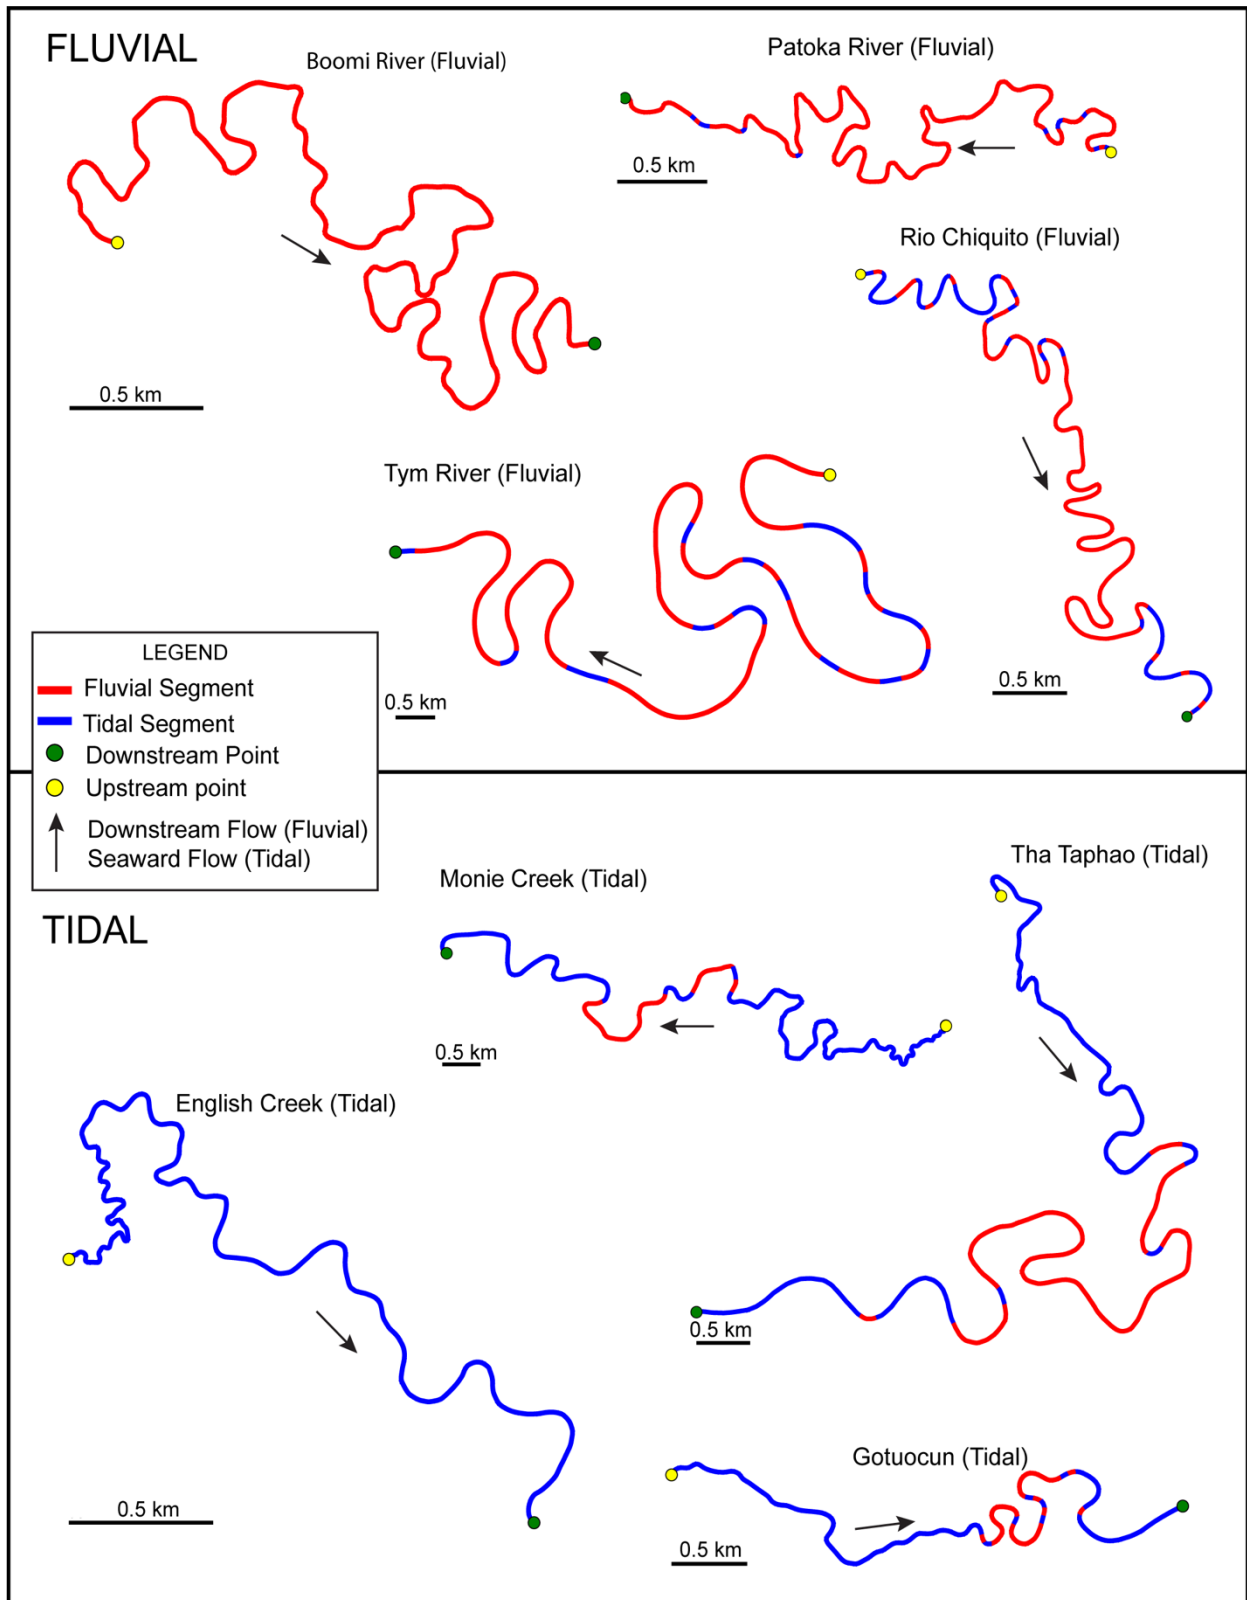 FLUVIAL
Boomi River (Fluvial)
Patoka River (Fluvial)
0.5 km
Rio Chiquito (Fluvial)
0.5 km
Tym River (Fluvial)
0.5 km
0.5 km
LEGEND
Fluvial Segment
Tidal Segment
Downstream Point
Upstream point
Downstream Flow (Fluvial)
Seaward Flow (Tidal)
TIDAL
Monie Creek (Tidal)
Tha Taphao (Tidal)
0.5 km
English Creek (Tidal)
0.5 km
Gotuocun (Tidal)
0.5 km
0.5 km